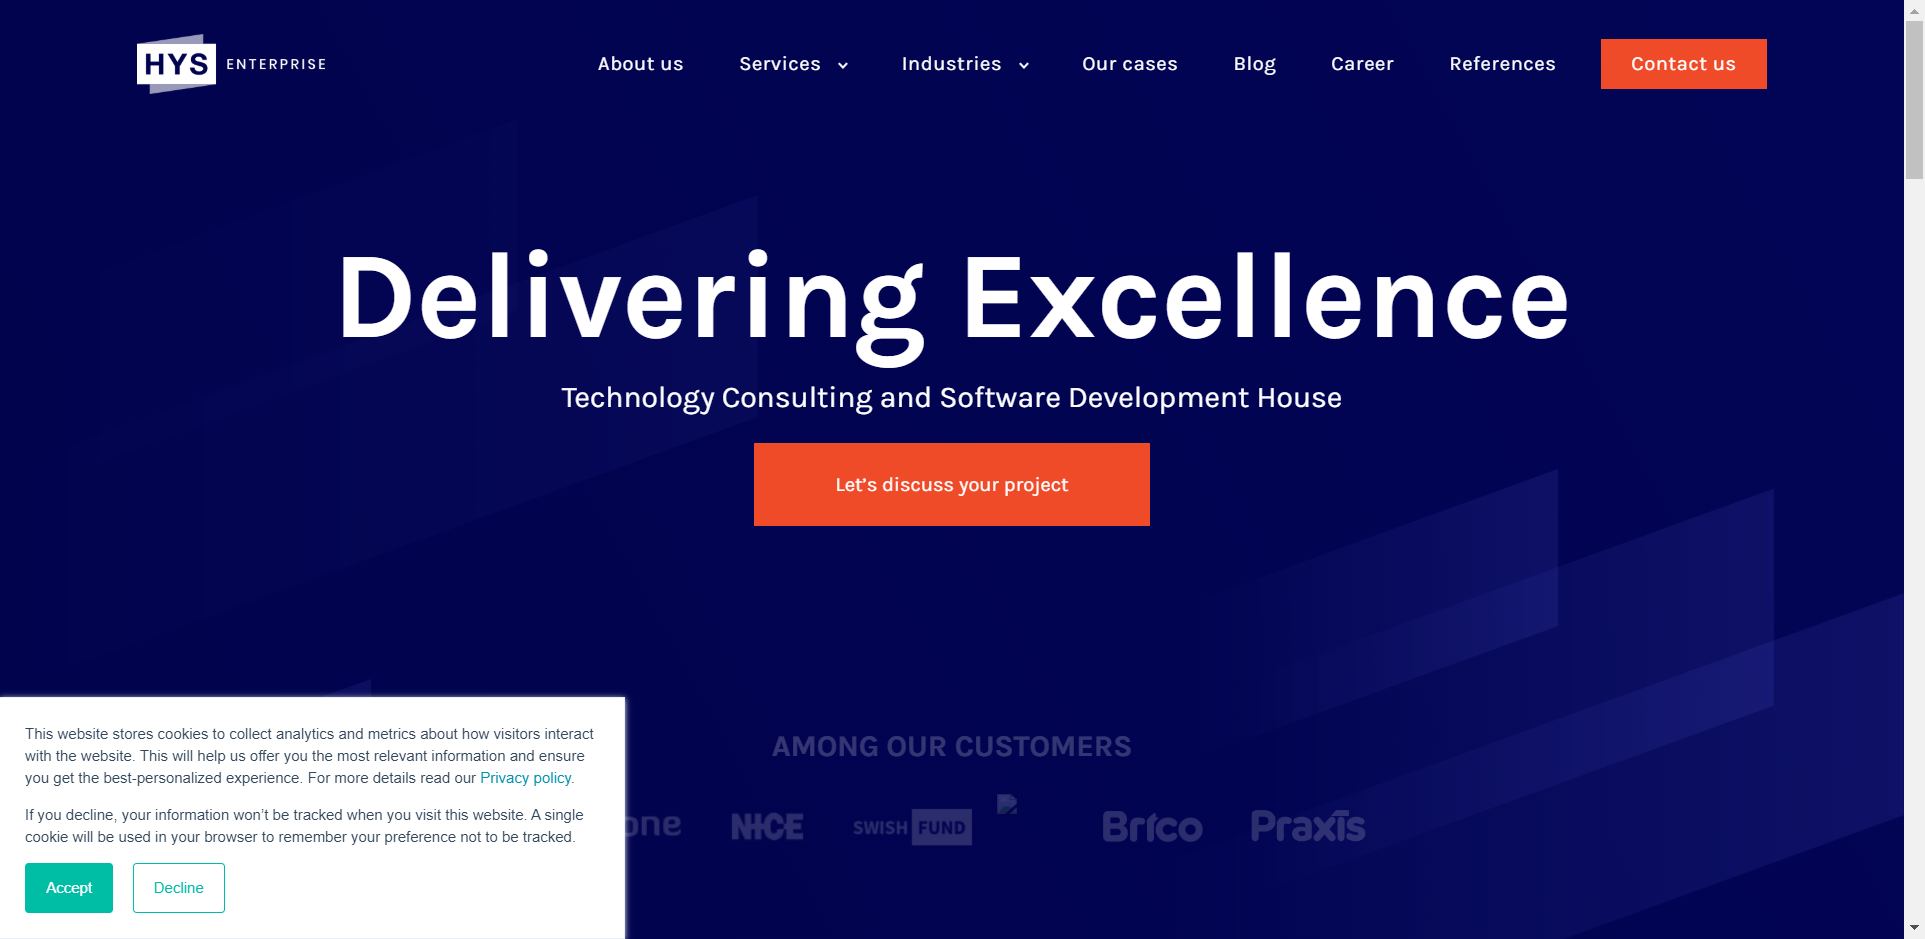 HYS ENTERPRISE
About us
Services
Industries
Our cases
Blog
Career
References
Contact us
Delivering Excellence
Technology Consulting and Software Development House
Let’s discuss your project
AMONG OUR CUSTOMERS
one
NICE
SWISH FUND
Brico
Praxis
This website stores cookies to collect analytics and metrics about how visitors interact
with the website. This will help us offer you the most relevant information and ensure
you get the best-personalized experience. For more details read our Privacy policy.
If you decline, your information won’t be tracked when you visit this website. A single
cookie will be used in your browser to remember your preference not to be tracked.
Accept
Decline